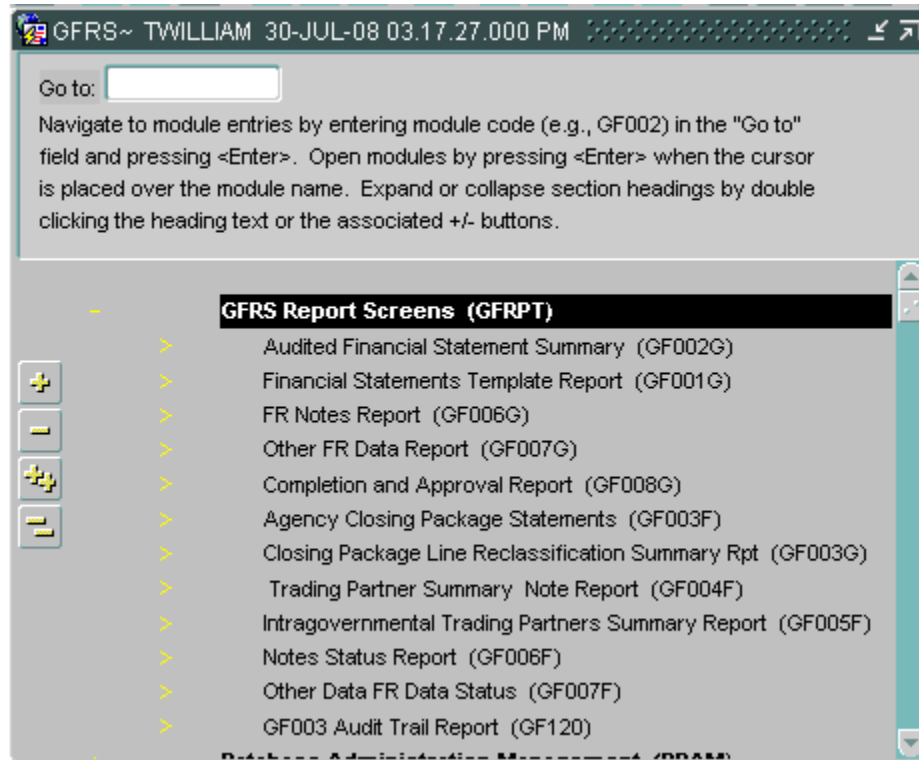 GFRS~ TWILLIAM 30-JUL-08 03.17.27.000 PM
Go to:
Navigate to module entries by entering module code (e.g., GF002) in the "Go to"
field and pressing <Enter>. Open modules by pressing <Enter> when the cursor
is placed over the module name. Expand or collapse section headings by double
clicking the heading text or the associated +/- buttons.
- GFRS Report Screens (GFRPT)
> Audited Financial Statement Summary (GF002G)
> Financial Statements Template Report (GF001G)
> FR Notes Report (GF006G)
> Other FR Data Report (GF007G)
> Completion and Approval Report (GF008G)
> Agency Closing Package Statements (GF003F)
> Closing Package Line Reclassification Summary Rpt (GF003G)
> Trading Partner Summary Note Report (GF004F)
> Intragovernmental Trading Partners Summary Report (GF005F)
> Notes Status Report (GF006F)
> Other Data FR Data Status (GF007F)
> GF003 Audit Trail Report (GF120)
Database Administration Management